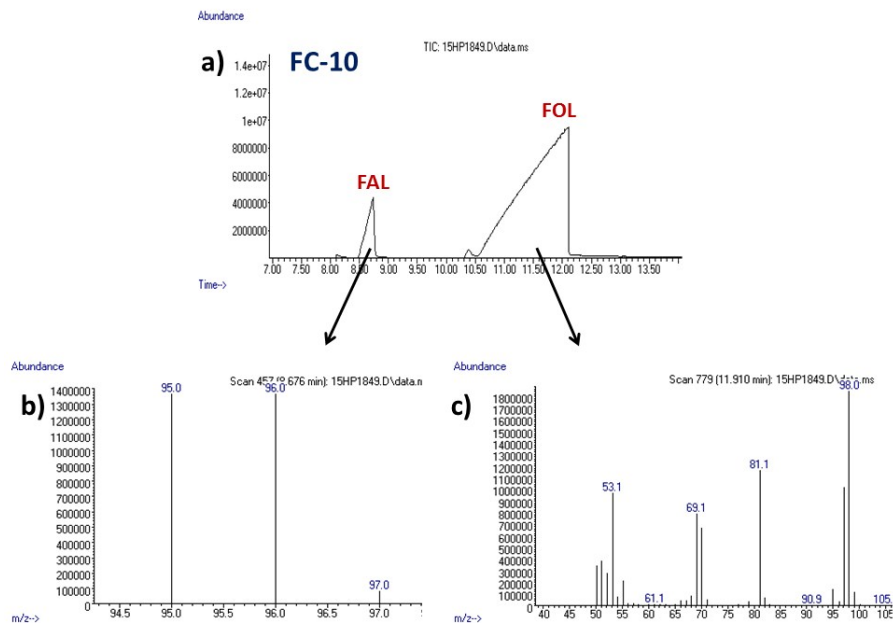 Abundance
TIC: 15HP1849.D\data.ms
a) FC-10
1.4e+07
1.2e+07
1e+07
8000000
6000000
4000000
2000000
FAL
FOL
7.00 7.50 8.00 8.50 9.00 9.50 10.00 10.50 11.00 11.50 12.00 12.50 13.00 13.50
Time-->
Abundance
Scan 457 (8.676 min): 15HP1849.D\data.m
b)
1400000
1300000
1200000
1100000
1000000
900000
800000
700000
600000
500000
400000
300000
200000
100000
0
95.0
96.0
97.0
94.5 95.0 95.5 96.0 96.5 97.0
m/z-->
Abundance
Scan 779 (11.910 min): 15HP1849.D\data.ms
c)
1800000
1700000
1600000
1500000
1400000
1300000
1200000
1100000
1000000
900000
800000
700000
600000
500000
400000
300000
200000
100000
0
98.0
81.1
53.1
69.1
61.1
90.9
105.
40 45 50 55 60 65 70 75 80 85 90 95 100 105
m/z-->